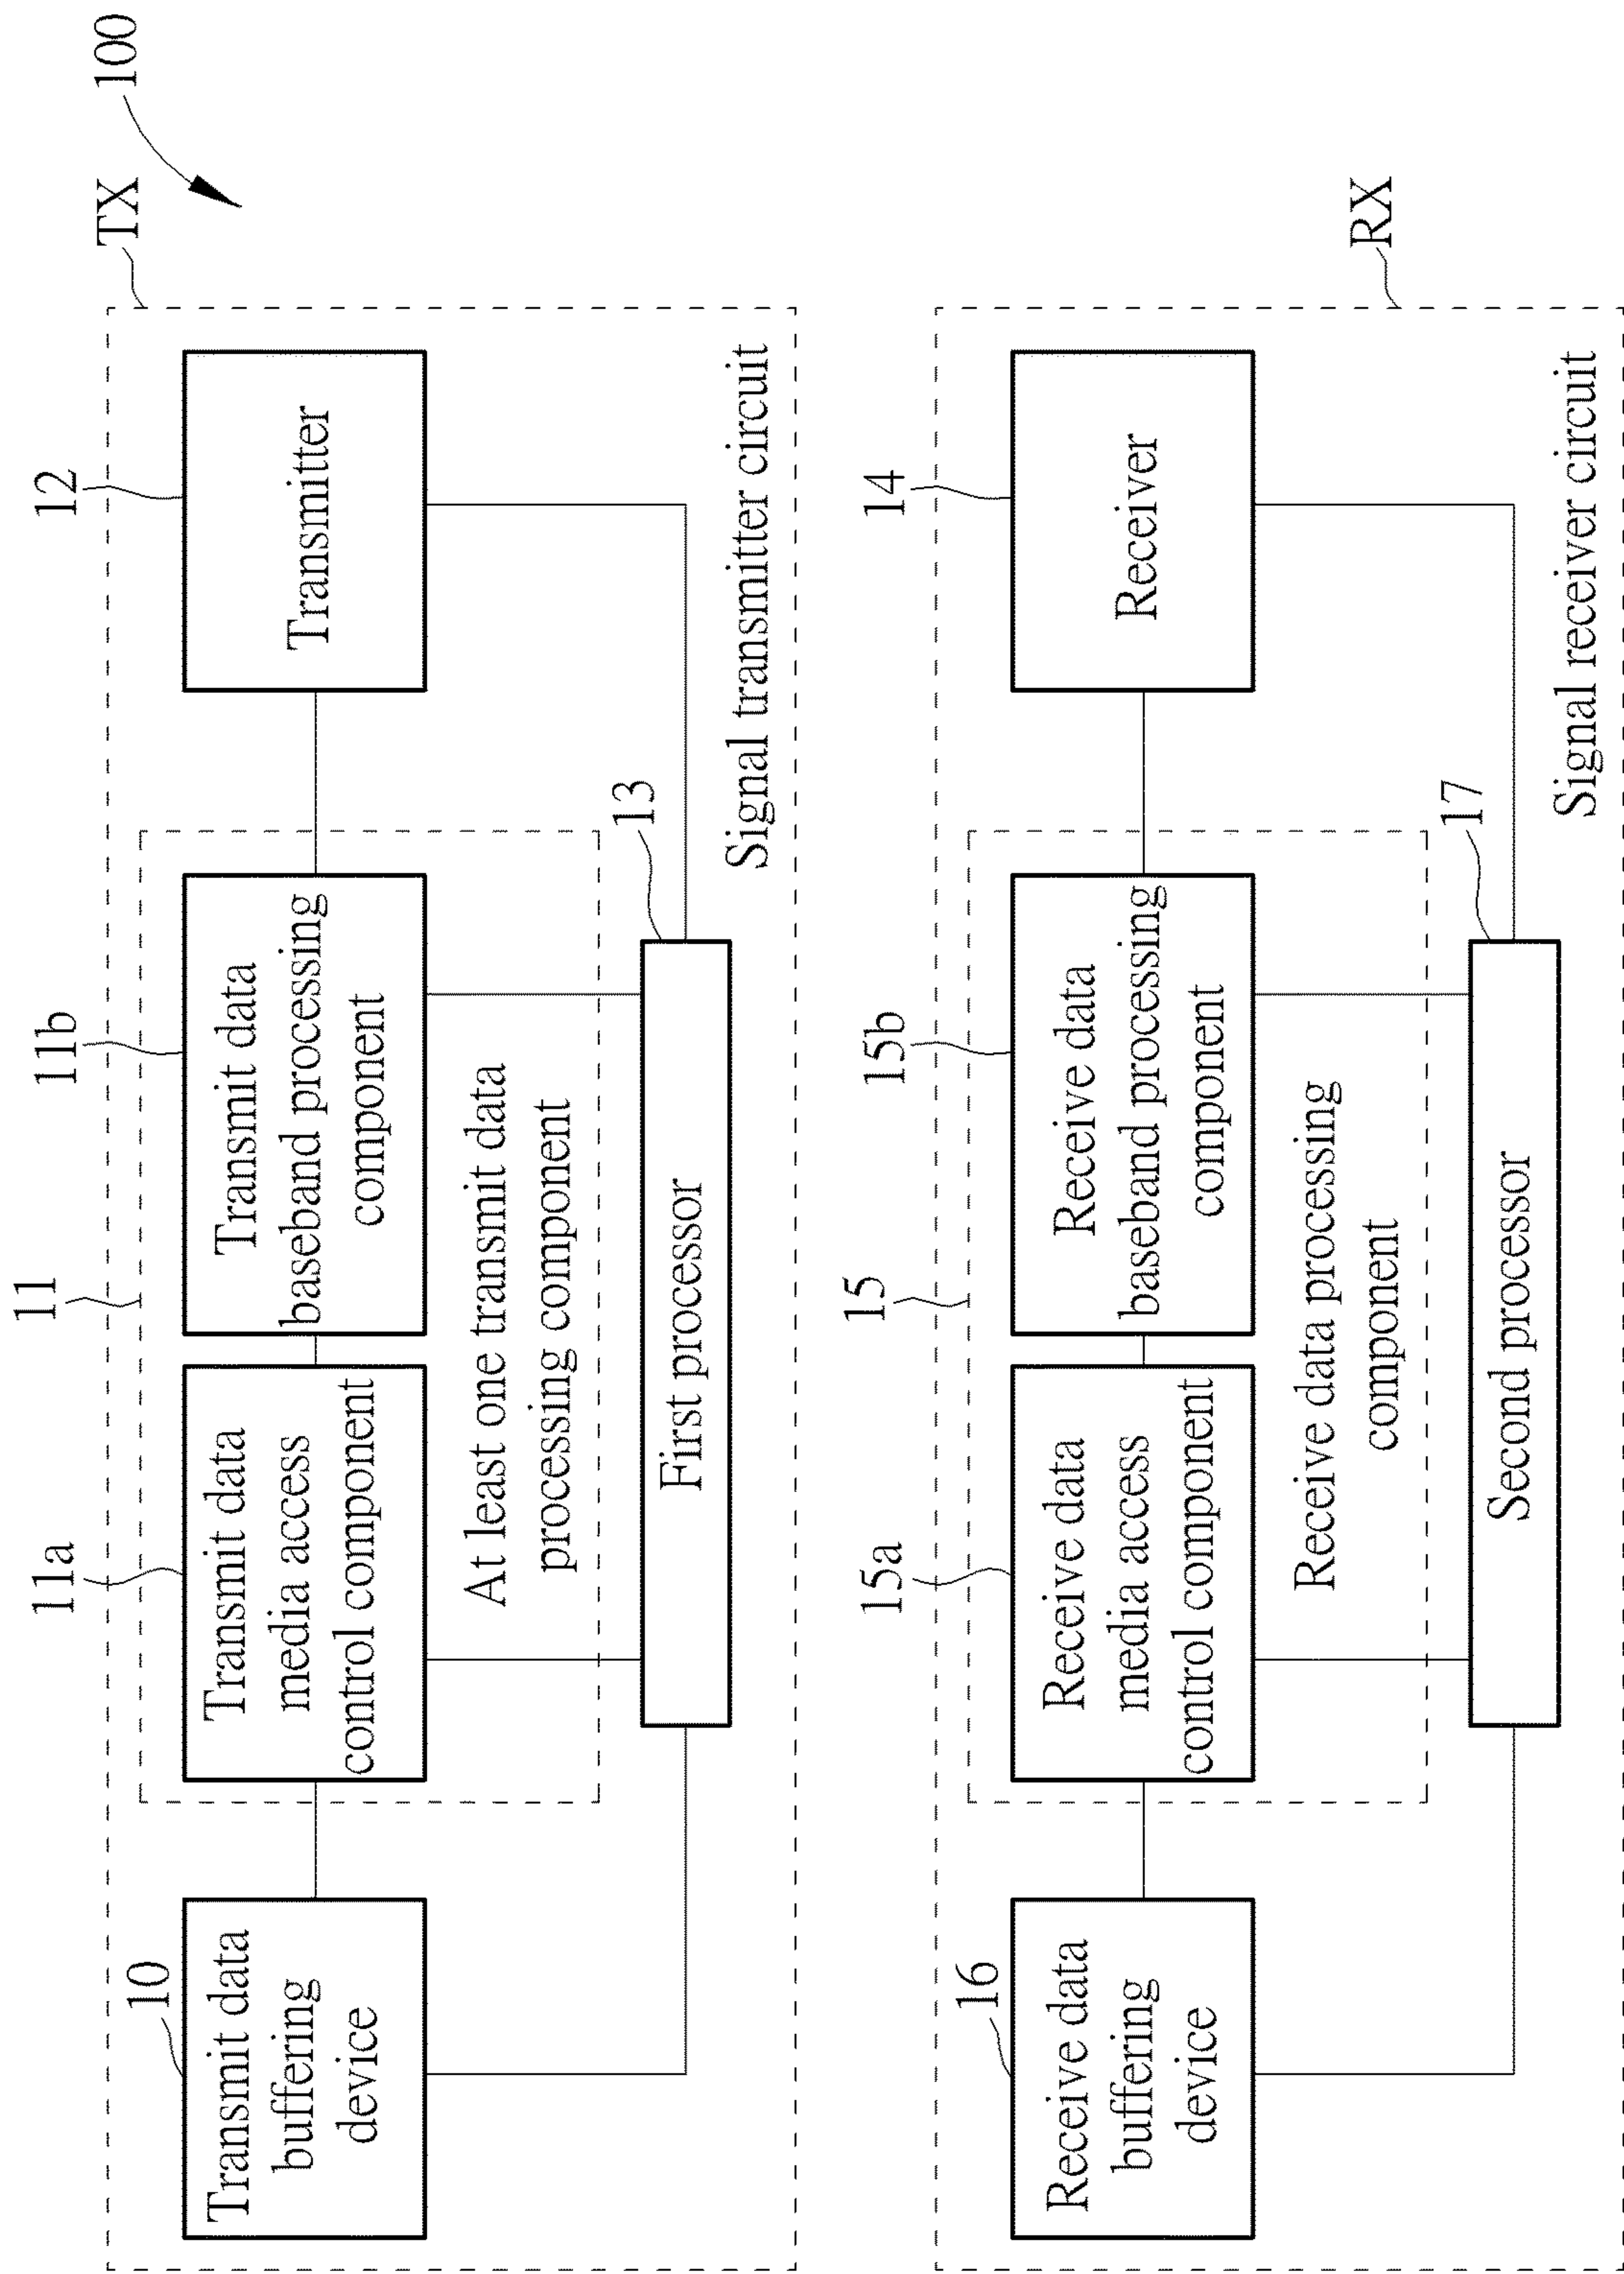 100
TX
10
Transmit data
buffering
device
11
11a
Transmit data
media access
control component
11b
Transmit data
baseband processing
component
At least one transmit data
processing component
12
Transmitter
13
First processor
Signal transmitter circuit
RX
16
Receive data
buffering
device
15
15a
Receive data
media access
control component
15b
Receive data
baseband processing
component
Receive data processing
component
14
Receiver
17
Second processor
Signal receiver circuit